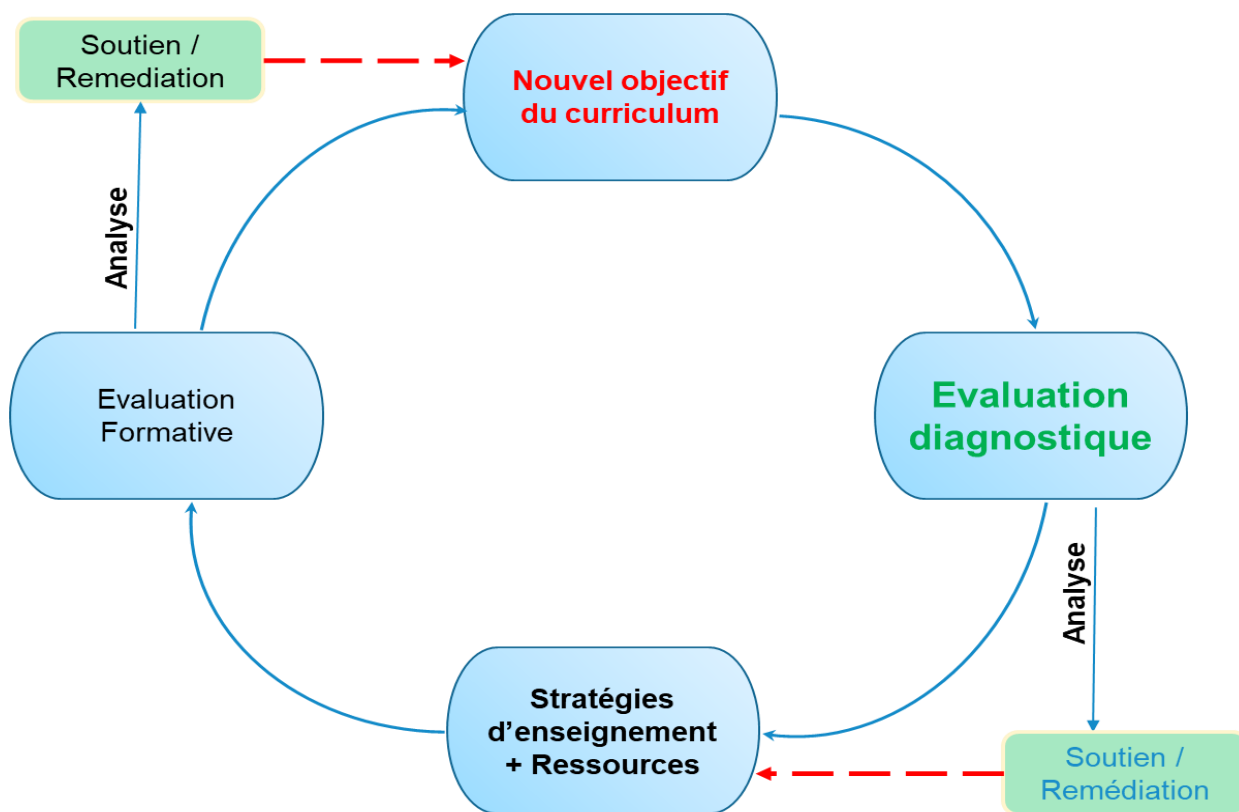 Soutien /
Remediation
Nouvel objectif
du curriculum
Analyse
Evaluation
Formative
Evaluation
diagnostique
Analyse
Stratégies
d’enseignement
+ Ressources
Soutien /
Remédiation